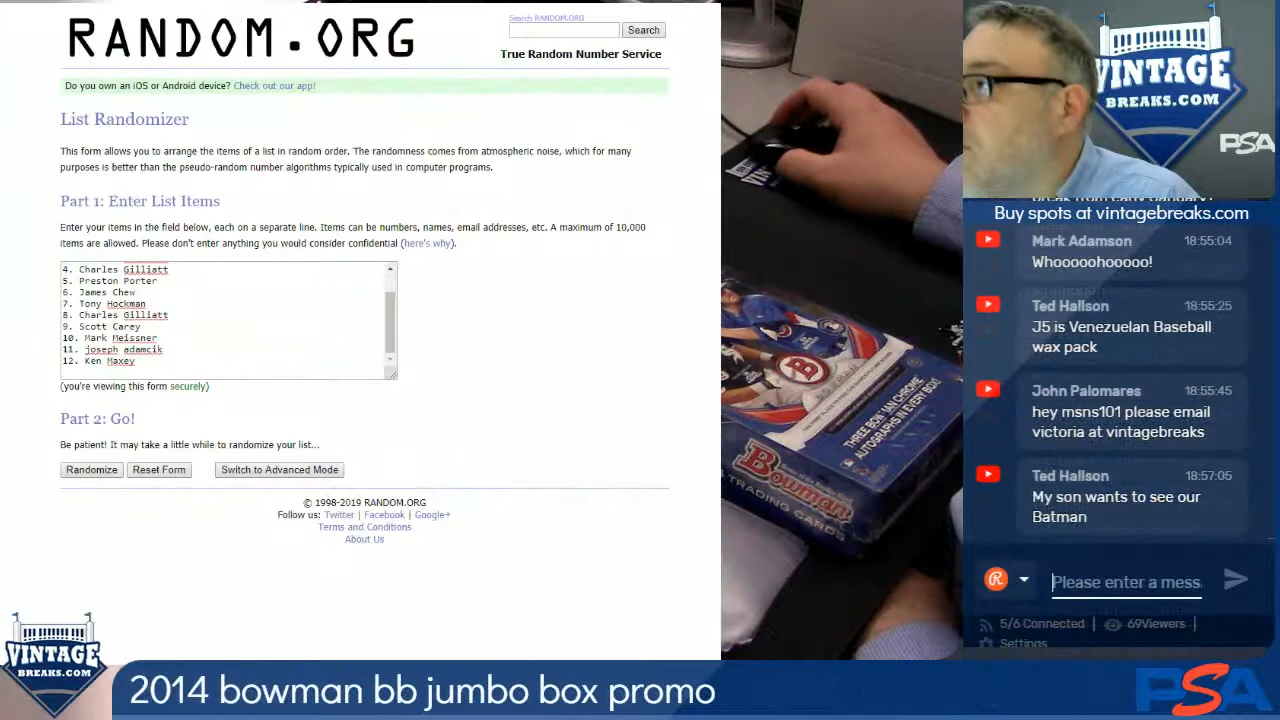 RANDOM.ORG
Search RANDOM.ORG
Search
True Random Number Service
Do you own an iOS or Android device? Check out our app!
List Randomizer
This form allows you to arrange the items of a list in random order. The randomness comes from atmospheric noise, which for many
purposes is better than the pseudo-random number algorithms typically used in computer programs.
Part 1: Enter List Items
Enter your items in the field below, each on a separate line. Items can be numbers, names, email addresses, etc. A maximum of 10,000
items are allowed. Please don't enter anything you would consider confidential (here's why).
4. Charles Gilliatt
5. Preston Porter
6. James Chew
7. Tony Hockman
8. Charles Gilliatt
9. Scott Carey
10. Mark Meissner
11. joseph adamcik
12. Ken Maxey
(you're viewing this form securely)
Part 2: Go!
Be patient! It may take a little while to randomize your list...
Randomize
Reset Form
Switch to Advanced Mode
© 1998-2019 RANDOM.ORG
Follow us: Twitter | Facebook | Google+
Terms and Conditions
About Us
THREE BOWMAN CHROME
AUTOGRAPHS IN EVERY BOX!
B
Bowman
TRADING CARDS
VINTAGE
BREAKS.COM
PSA
Buy spots at vintagebreaks.com
Mark Adamson 18:55:04
Whooooohooooo!
Ted Hallson 18:55:25
J5 is Venezuelan Baseball
wax pack
John Palomares 18:55:45
hey msns101 please email
victoria at vintagebreaks
Ted Hallson 18:57:05
My son wants to see our
Batman
Please enter a mess
5/6 Connected | 69Viewers |
Settings
VINTAGE
BREAKS.COM
2014 bowman bb jumbo box promo
PSA